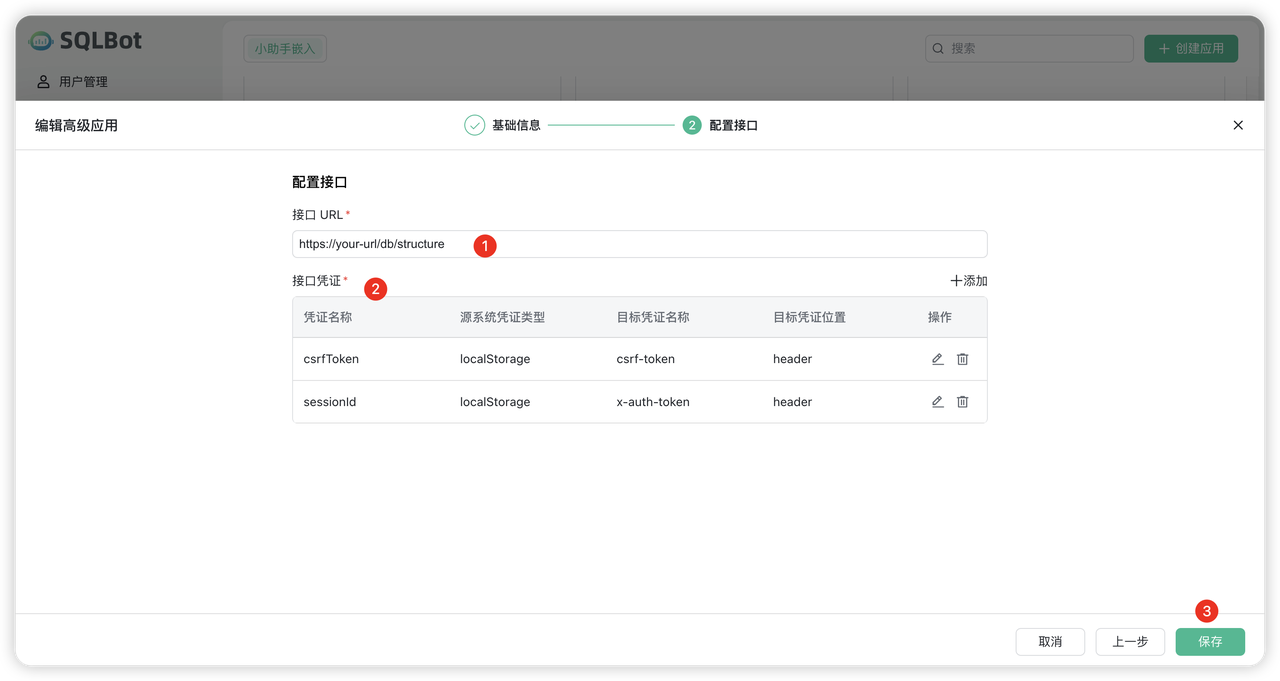 SQLBot
小助手嵌入
搜索
创建应用
用户管理
编辑高级应用
基础信息
2 配置接口
配置接口
接口 URL *
https://your-url/db/structure
1
接口凭证 *
2
添加
凭证名称 源系统凭证类型 目标凭证名称 目标凭证位置 操作
csrfToken localStorage csrf-token header
sessionId localStorage x-auth-token header
3
取消 上一步 保存